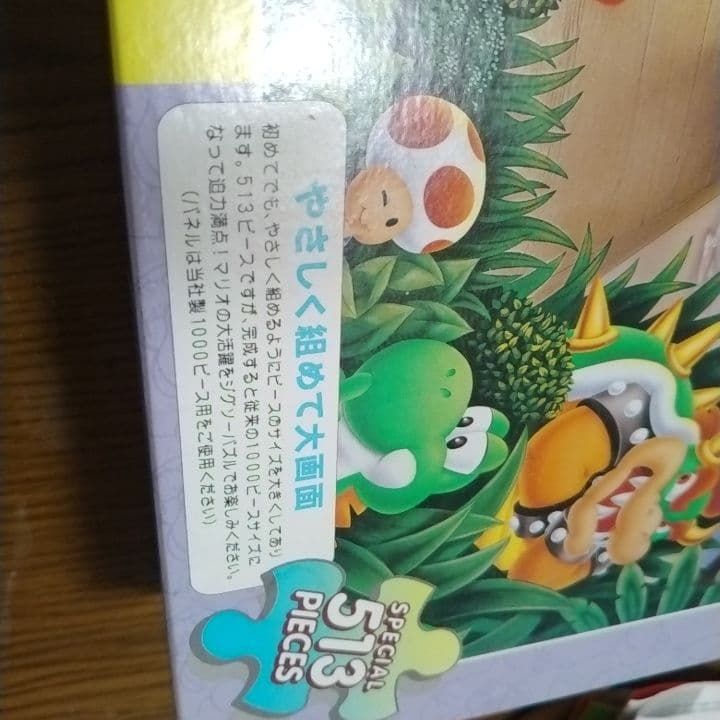 やさしく組めて大画面
初めてでも、やさしく組めるようにピースのサイズを大きくしてあり
ます。513ピースですが、完成すると従来の1000ピースサイズに
なって迫力満点!マリオの大活躍をジグソーパズルでお楽しみください。
(パネルは当社製1000ピース用をご使用ください)
SPECIAL
513
PIECES